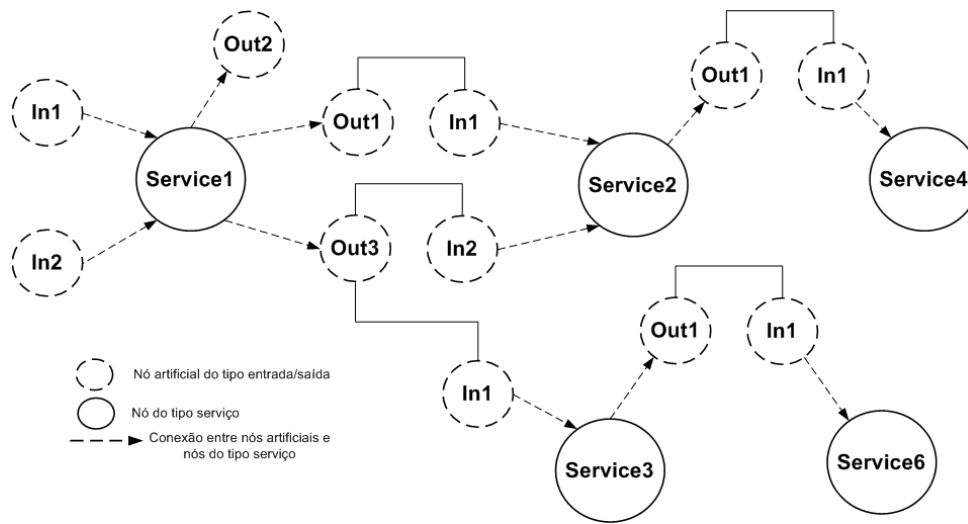 Out2
Out1
In1
In1
Out1
In1
Service1
Service2
Service4
In2
Out3
In2
Out1
In1
In1
Nó artificial do tipo entrada/saída
Nó do tipo serviço
Conexão entre nós artificiais e
nós do tipo serviço
Service3
Service6